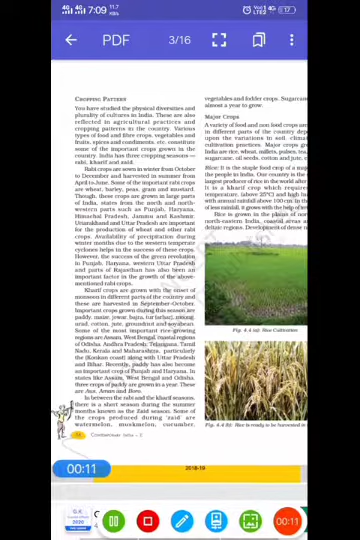 7:09
11.7
17
PDF
3/16
CROPPING PATTERN
You have studied the physical diversities and
plurality of cultures in India. These are also
reflected in agricultural practices and
cropping patterns in the country. Various
types of food and fibre crops, vegetables and
fruits, spices and condiments, etc. constitute
some of the important crops grown in the
country. India has three cropping seasons —
rabi, kharif and zaid.
Rabi crops are sown in winter from October
to December and harvested in summer from
April to June. Some of the important rabi crops
are wheat, barley, peas, gram and mustard.
Though, these crops are grown in large parts
of India, states from the north and north-
western parts such as Punjab, Haryana,
Himachal Pradesh, Jammu and Kashmir,
Uttarakhand and Uttar Pradesh are important
for the production of wheat and other rabi
crops. Availability of precipitation during
winter months due to the western temperate
cyclones helps in the success of these crops.
However, the success of the green revolution
in Punjab, Haryana, western Uttar Pradesh
and parts of Rajasthan has also been an
important factor in the growth of the above-
mentioned rabi crops.
Kharif crops are grown with the onset of
monsoon in different parts of the country and
these are harvested in September-October.
Important crops grown during this season are
paddy, maize, jowar, bajra, tur (arhar), moong,
urad, cotton, jute, groundnut and soyabean.
Some of the most important rice-growing
regions are Assam, West Bengal, coastal regions
of Odisha, Andhra Pradesh, Telangana, Tamil
Nadu, Kerala and Maharashtra, particularly
the (Konkan coast) along with Uttar Pradesh
and Bihar. Recently, paddy has also become
an important crop of Punjab and Haryana. In
states like Assam, West Bengal and Odisha,
three crops of paddy are grown in a year. These
are Aus, Aman and Boro.
In between the rabi and the kharif seasons,
there is a short season during the summer
months known as the Zaid season. Some of
the crops produced during 'zaid' are
watermelon, muskmelon, cucumber,
vegetables and fodder crops. Sugarcane
almost a year to grow.
Major Crops
A variety of food and non food crops are
in different parts of the country dep
upon the variations in soil, climate
cultivation practices. Major crops g
India are rice, wheat, millets, pulses, tea,
sugarcane, oil seeds, cotton and jute,
Rice: It is the staple food crop of a major
the people in India. Our country is the
largest producer of rice in the world after
It is a kharif crop which require
temperature (above 25°C) and high h
with annual rainfall above 100 cm. In the
of less rainfall, it grows with the help of
Rice is grown in the plains of nor
north-eastern India, coastal areas a
deltaic regions. Development of dense n
Fig. 4.4 (a): Rice Cultivation
Fig. 4.4 (b): Rice is ready to be harvested in
CONTEMPORARY INDIA – 2
00:11
2018-19
G.K.
2020
00:11